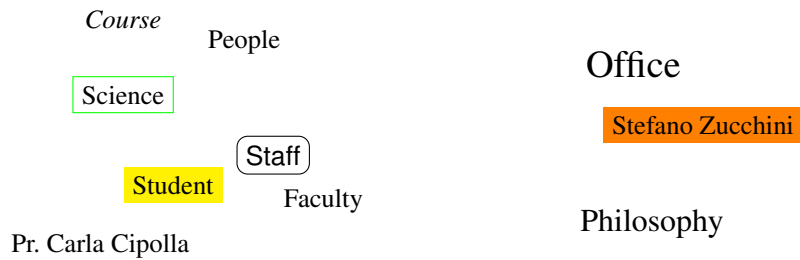 Course
People
Office
Science
Stefano Zucchini
Staff
Student
Faculty
Philosophy
Pr. Carla Cipolla